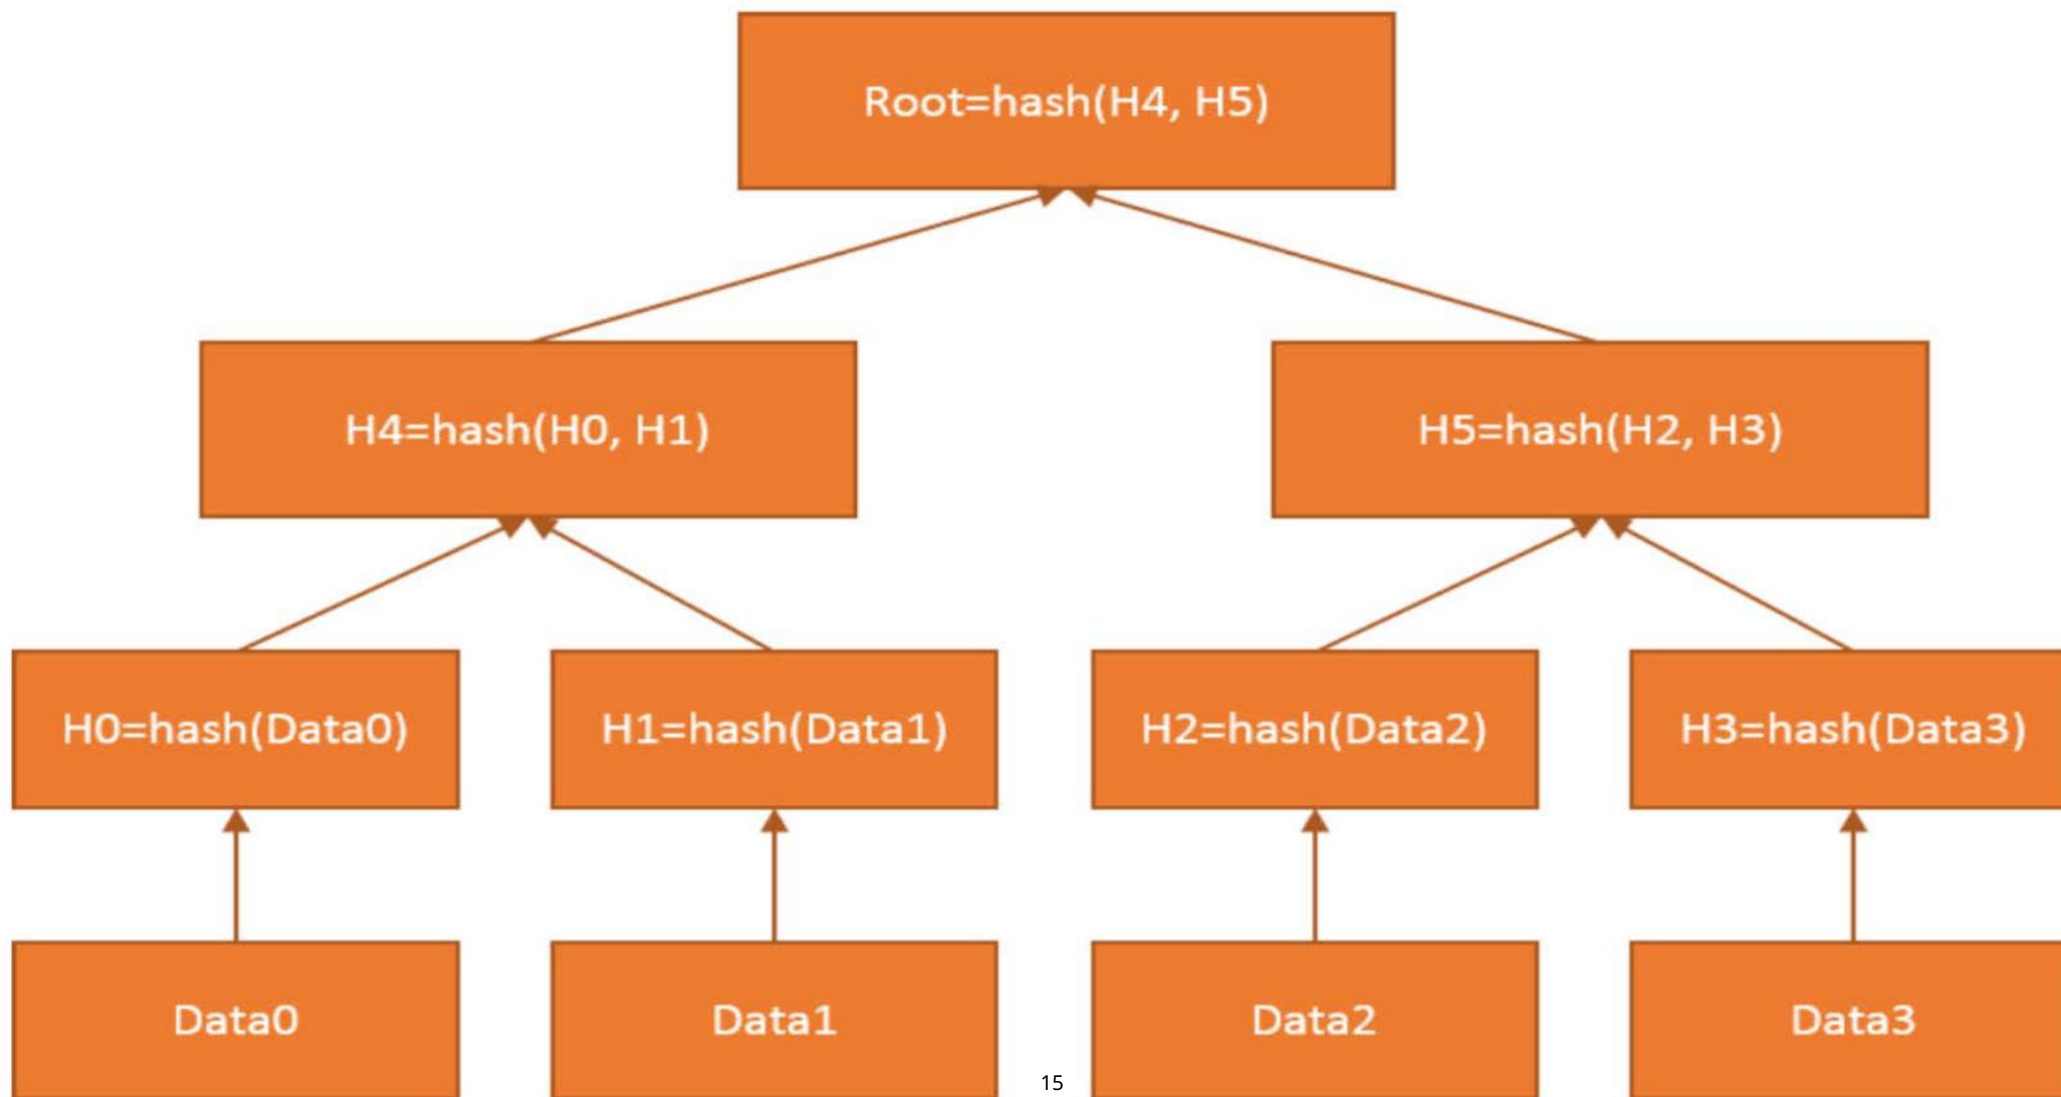 Root=hash(H4, H5)
H4=hash(H0, H1)
H5=hash(H2, H3)
H0=hash(Data0)
H1=hash(Data1)
H2=hash(Data2)
H3=hash(Data3)
Data0
Data1
Data2
Data3
15